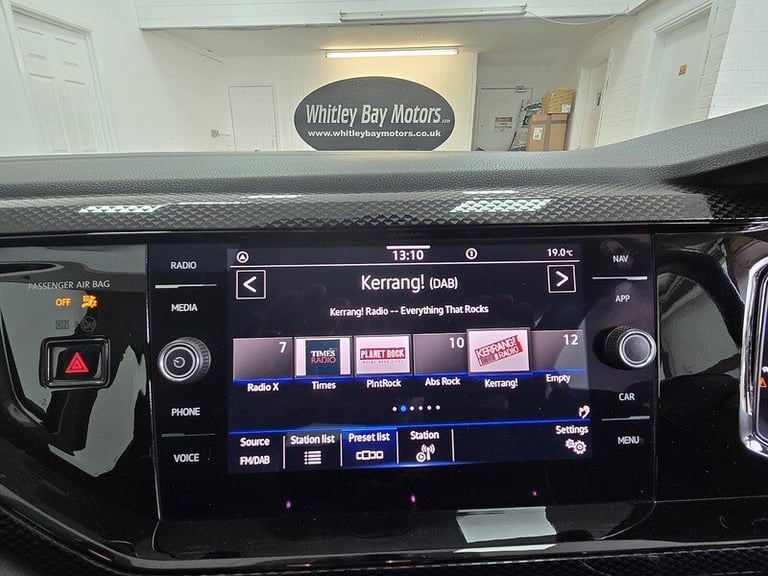 Whitley Bay Motors
www.whitleybaymotors.co.uk
PASSENGER AIR BAG
OFF
ON
RADIO
MEDIA
PHONE
VOICE
13:10
19.0°C
< Kerrang! (DAB) >
Kerrang! Radio -- Everything That Rocks
7
TIMES RADIO
PLANET ROCK
10
KERRANG! RADIO
12
Radio X Times PlntRock Abs Rock Kerrang! Empty
Source Station list Preset list Station Settings
FM/DAB
NAV
APP
CAR
MENU